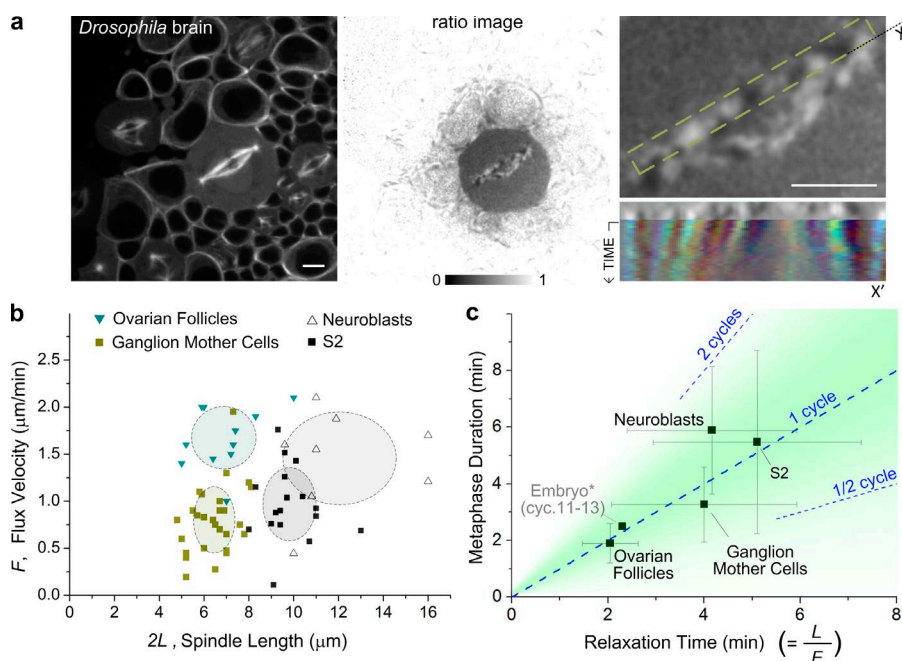 a
Drosophila brain
ratio image
0 1
Y'
TIME
X'
b
Ovarian Follicles
Ganglion Mother Cells
Neuroblasts
S2
F, Flux Velocity (µm/min)
2.5
2.0
1.5
1.0
0.5
0.0
0 2 4 6 8 10 12 14 16
2L, Spindle Length (µm)
c
Metaphase Duration (min)
8
6
4
2
0
2 cycles
1 cycle
1/2 cycle
Neuroblasts
S2
Embryo*
(cyc.11-13)
Ovarian
Follicles
Ganglion
Mother Cells
0 2 4 6 8
Relaxation Time (min) (= L/F)